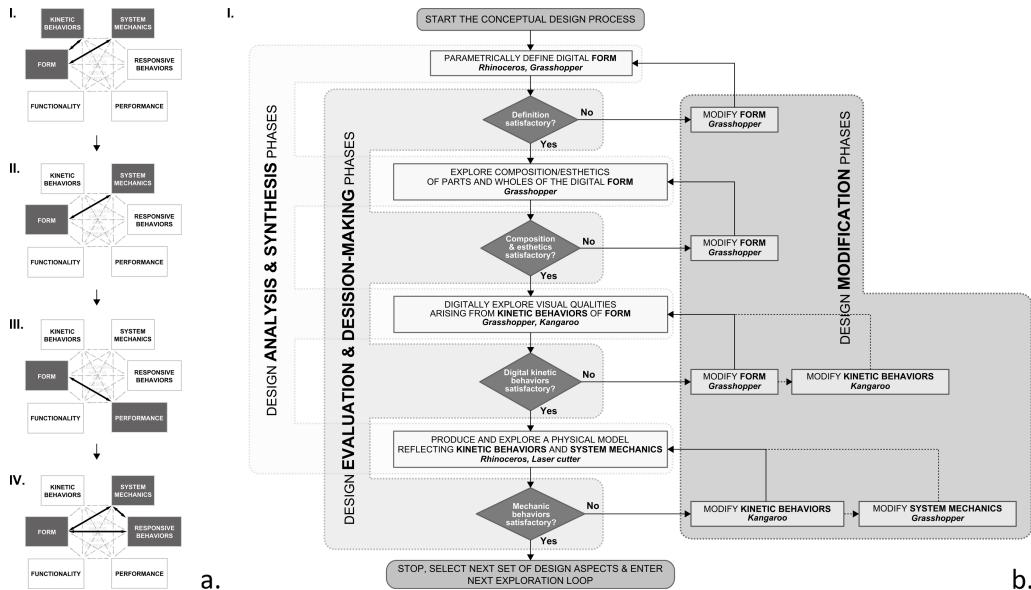 I.
KINETIC
BEHAVIORS
SYSTEM
MECHANICS
FORM
RESPONSIVE
BEHAVIORS
FUNCTIONALITY
PERFORMANCE
II.
KINETIC
BEHAVIORS
SYSTEM
MECHANICS
FORM
RESPONSIVE
BEHAVIORS
FUNCTIONALITY
PERFORMANCE
III.
KINETIC
BEHAVIORS
SYSTEM
MECHANICS
FORM
RESPONSIVE
BEHAVIORS
FUNCTIONALITY
PERFORMANCE
IV.
KINETIC
BEHAVIORS
SYSTEM
MECHANICS
FORM
RESPONSIVE
BEHAVIORS
FUNCTIONALITY
PERFORMANCE
a.
I.
START THE CONCEPTUAL DESIGN PROCESS
PARAMETRICALLY DEFINE DIGITAL FORM
Rhinoceros, Grasshopper
Definition
satisfactory?
No
Yes
MODIFY FORM
Grasshopper
EXPLORE COMPOSITION/ESTHETICS
OF PARTS AND WHOLES OF THE DIGITAL FORM
Grasshopper
Composition
& esthetics
satisfactory?
No
Yes
MODIFY FORM
Grasshopper
DIGITALLY EXPLORE VISUAL QUALITIES
ARISING FROM KINETIC BEHAVIORS OF FORM
Grasshopper, Kangaroo
Digital kinetic
behaviors
satisfactory?
No
Yes
MODIFY FORM
Grasshopper
MODIFY KINETIC BEHAVIORS
Kangaroo
PRODUCE AND EXPLORE A PHYSICAL MODEL
REFLECTING KINETIC BEHAVIORS AND SYSTEM MECHANICS
Rhinoceros, Laser cutter
Mechanic
behaviors
satisfactory?
No
Yes
MODIFY KINETIC BEHAVIORS
Kangaroo
MODIFY SYSTEM MECHANICS
Grasshopper
STOP, SELECT NEXT SET OF DESIGN ASPECTS & ENTER
NEXT EXPLORATION LOOP
DESIGN ANALYSIS & SYNTHESIS PHASES
DESIGN EVALUATION & DESISION-MAKING PHASES
DESIGN MODIFICATION PHASES
b.